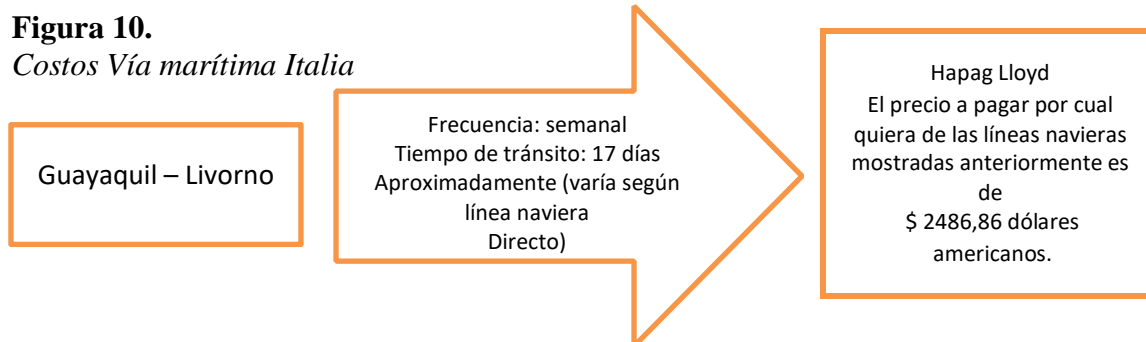 Figura 10.
Costos Vía marítima Italia
Guayaquil – Livorno
Frecuencia: semanal
Tiempo de tránsito: 17 días
Aproximadamente (varía según
línea naviera
Directo)
Hapag Lloyd
El precio a pagar por cual
quiera de las líneas navieras
mostradas anteriormente es
de
$ 2486,86 dólares
americanos.